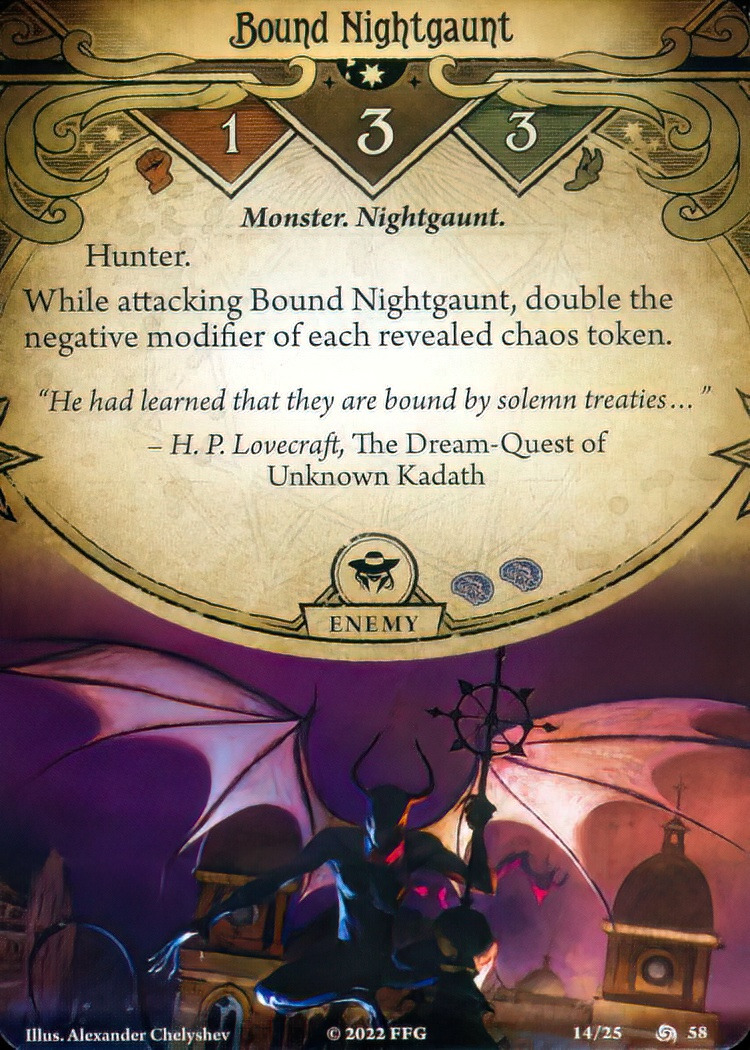 Bound Nightgaunt
1 3 3
Monster. Nightgaunt.
Hunter.
While attacking Bound Nightgaunt, double the
negative modifier of each revealed chaos token.
“He had learned that they are bound by solemn treaties… ”
– H. P. Lovecraft, The Dream-Quest of
Unknown Kadath
ENEMY
Illus. Alexander Chelyshev © 2022 FFG 14/25 58